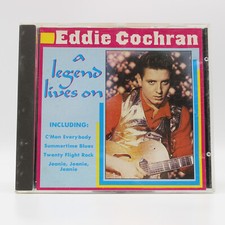 Eddie Cochran
a
legend
lives on
INCLUDING:
C'Mon Everybody
Summertime Blues
Twenty Flight Rock
Jeanie, Jeanie,
Jeanie